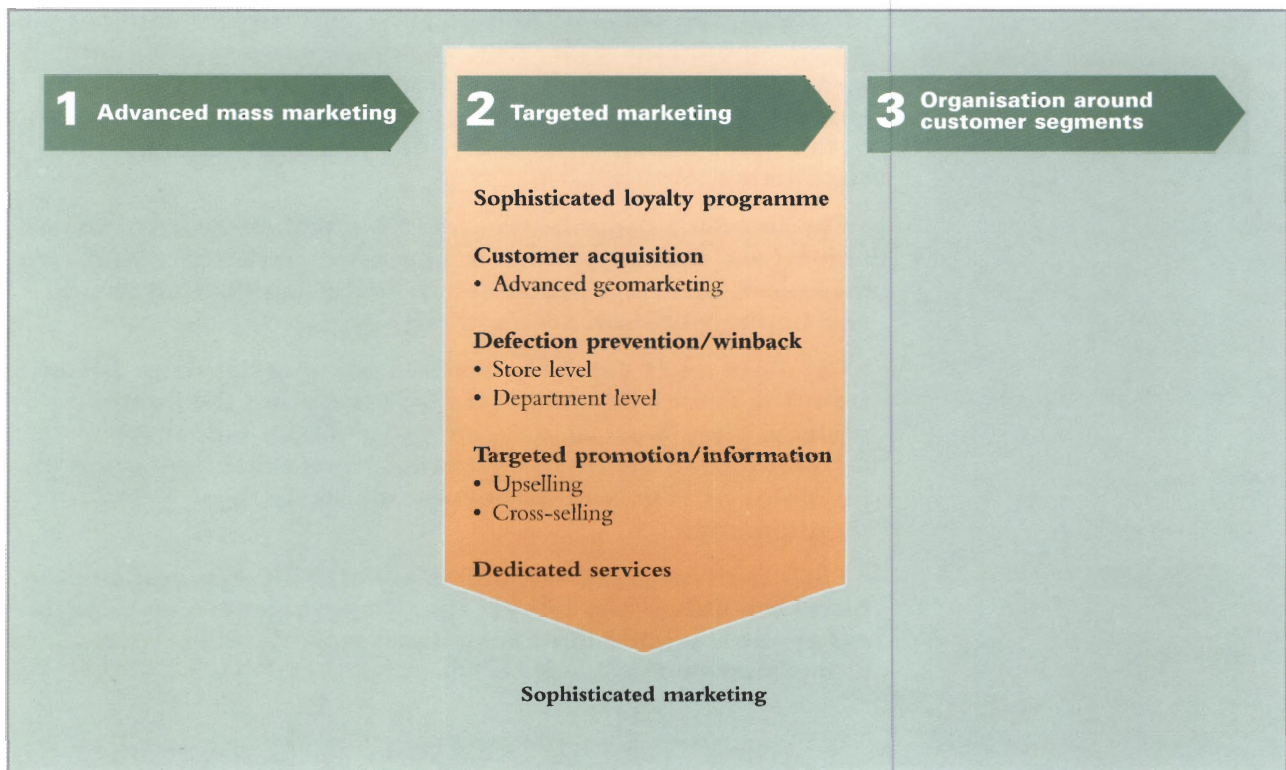 1 Advanced mass marketing
2 Targeted marketing
3 Organisation around
customer segments
Sophisticated loyalty programme
Customer acquisition
• Advanced geomarketing
Defection prevention/winback
• Store level
• Department level
Targeted promotion/information
• Upselling
• Cross-selling
Dedicated services
Sophisticated marketing